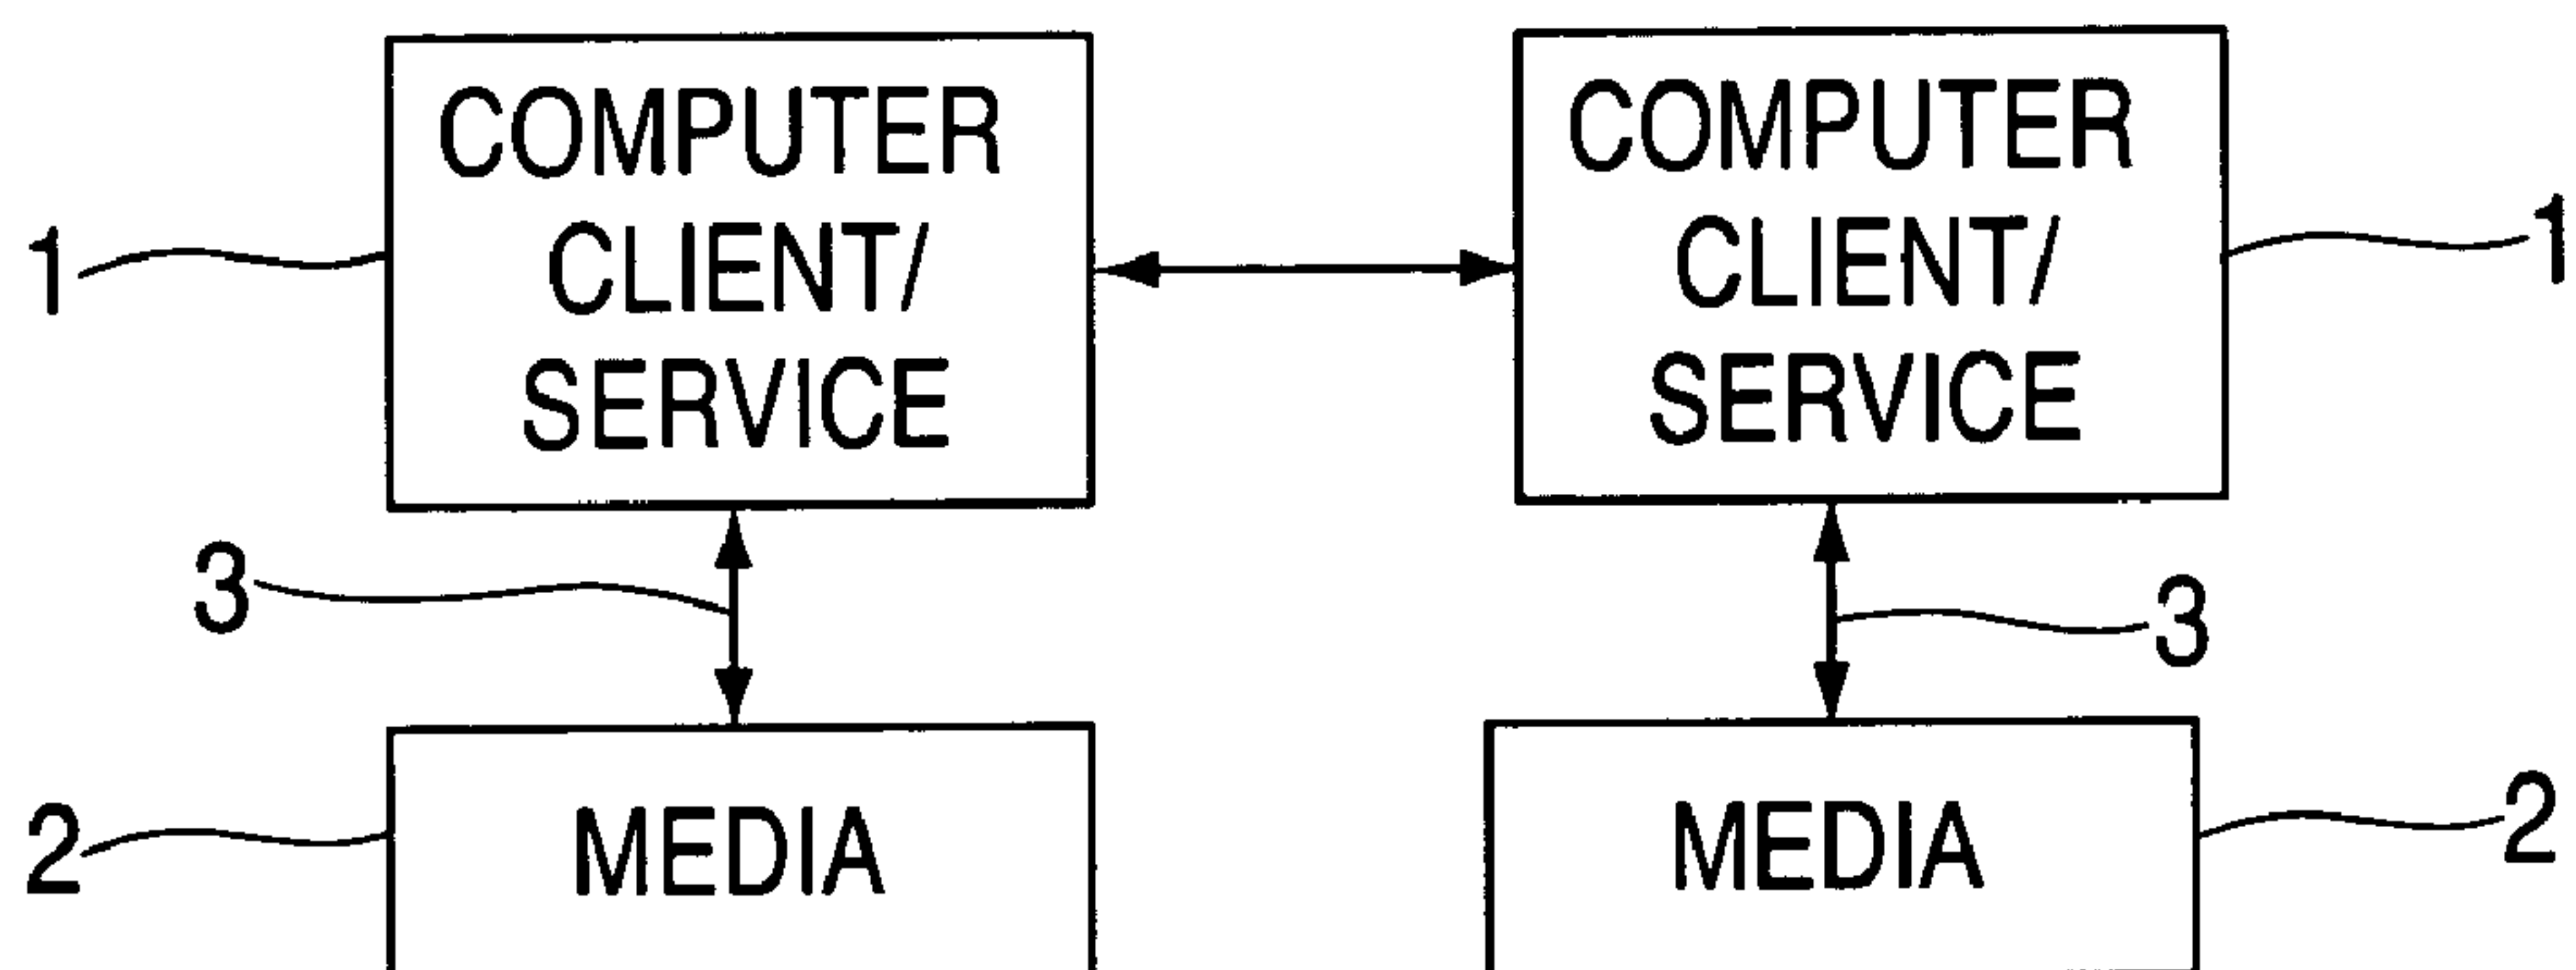 COMPUTER
CLIENT/
SERVICE
1
COMPUTER
CLIENT/
SERVICE
1
3
3
MEDIA
2
MEDIA
2